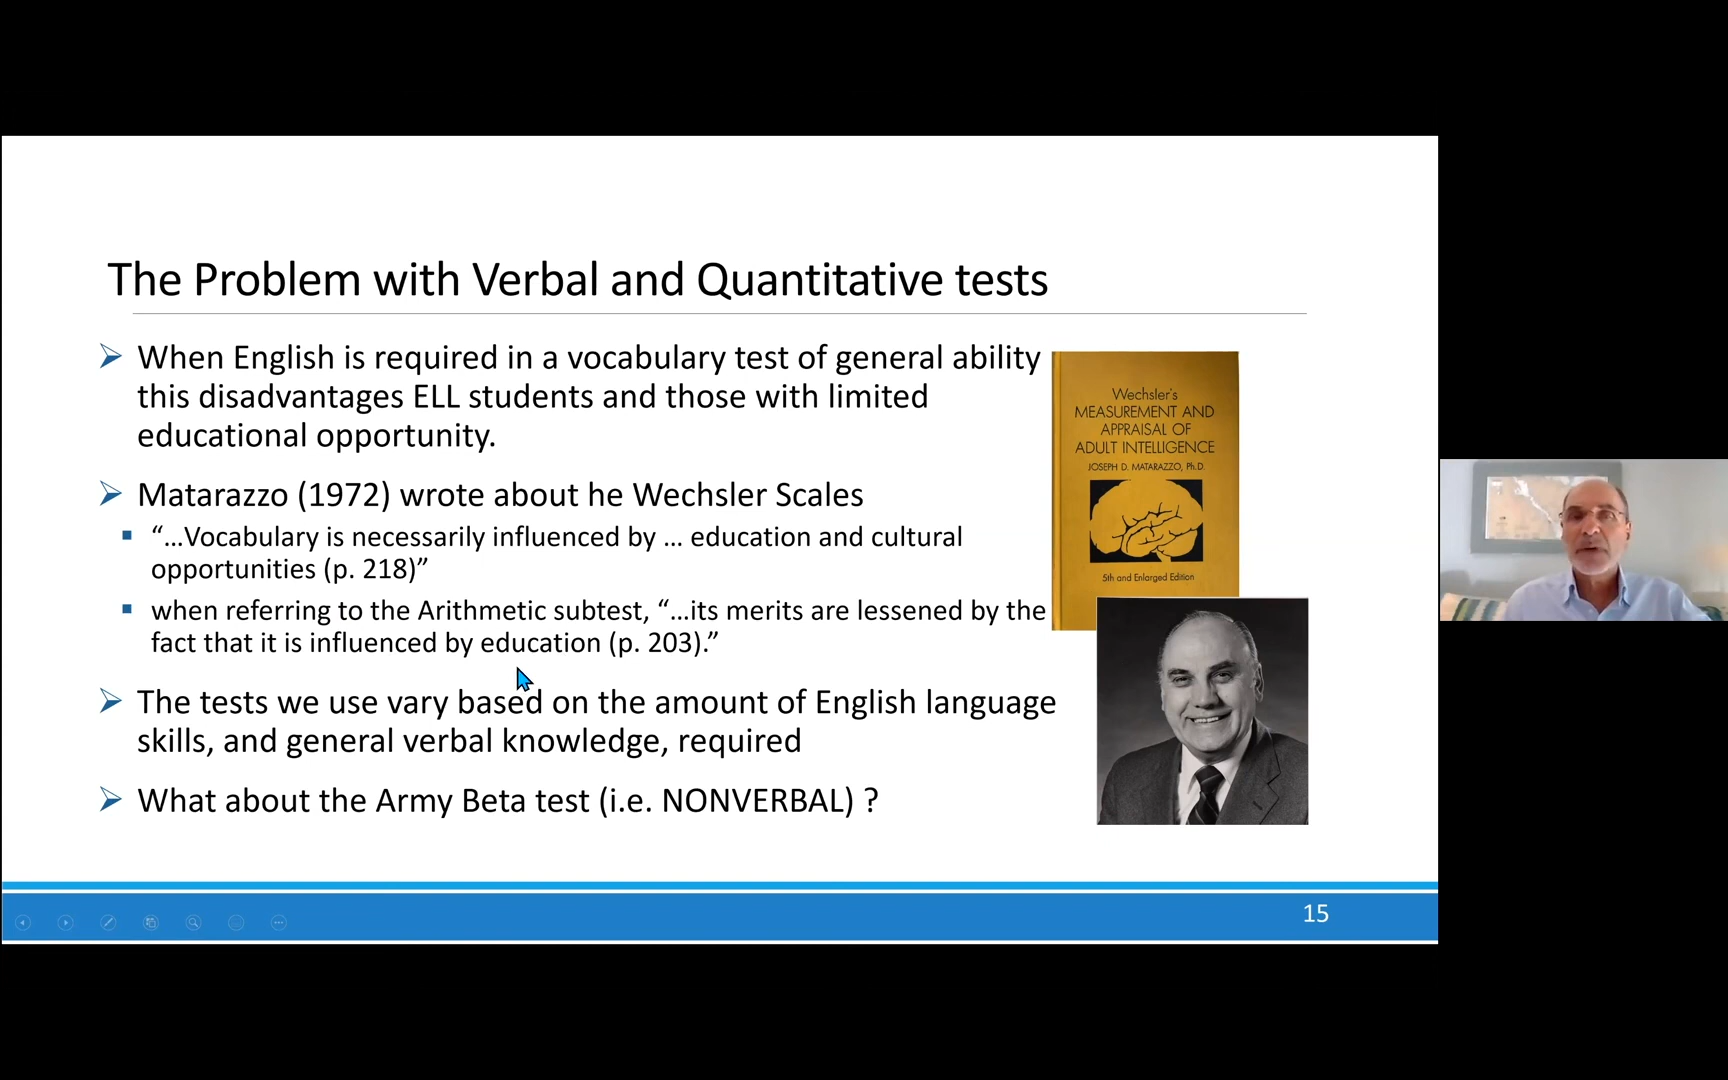 The Problem with Verbal and Quantitative tests
When English is required in a vocabulary test of general ability
this disadvantages ELL students and those with limited
educational opportunity.
Matarazzo (1972) wrote about he Wechsler Scales
“…Vocabulary is necessarily influenced by … education and cultural
opportunities (p. 218)”
when referring to the Arithmetic subtest, “…its merits are lessened by the
fact that it is influenced by education (p. 203).”
The tests we use vary based on the amount of English language
skills, and general verbal knowledge, required
What about the Army Beta test (i.e. NONVERBAL) ?
Wechsler's
MEASUREMENT AND
APPRAISAL OF
ADULT INTELLIGENCE
JOSEPH D. MATARAZZO, Ph.D.
5th and Enlarged Edition
15